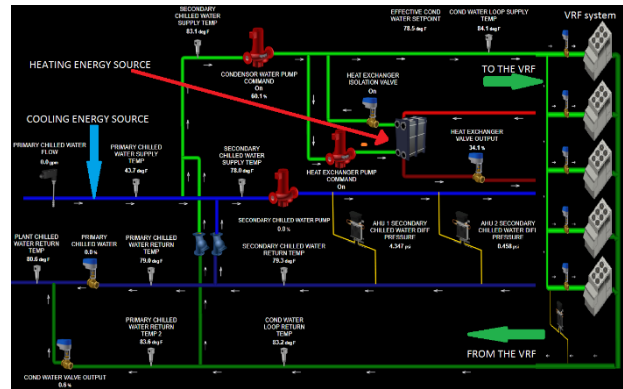 SECONDARY
CHILLED WATER
SUPPLY TEMP
83.1 deg F
EFFECTIVE COND
WATER SETPOINT
78.5 deg F
COND WATER LOOP SUPPLY
TEMP
84.1 deg F
VRF system
HEATING ENERGY SOURCE
CONDENSOR WATER PUMP
COMMAND
On
60.1 %
HEAT EXCHANGER
ISOLATION VALVE
On
TO THE VRF
COOLING ENERGY SOURCE
PRIMARY CHILLED WATER
FLOW
0.0 gpm
PRIMARY CHILLED
WATER SUPPLY
TEMP
43.7 deg F
SECONDARY
CHILLED WATER
SUPPLY TEMP
78.0 deg F
HEAT EXCHANGER PUMP
COMMAND
On
HEAT EXCHANGER
VALVE OUTPUT
34.1 %
SECONDARY CHILLED WATER PUMP
0.0 %
AHU 1 SECONDARY
CHILLED WATER DIFF
PRESSURE
4.347 psi
AHU 2 SECONDARY
CHILLED WATER DIFF
PRESSURE
0.458 psi
PLANT CHILLED
WATER RETURN
TEMP
80.6 deg F
PRIMARY
CHILLED WATER
0.0 %
PRIMARY CHILLED
WATER RETURN
TEMP
79.0 deg F
SECONDARY CHILLED WATER
RETURN TEMP
79.3 deg F
PRIMARY CHILLED
WATER RETURN
TEMP 2
83.6 deg F
COND WATER
LOOP RETURN
TEMP
83.2 deg F
FROM THE VRF
COND WATER VALVE OUTPUT
0.6 %